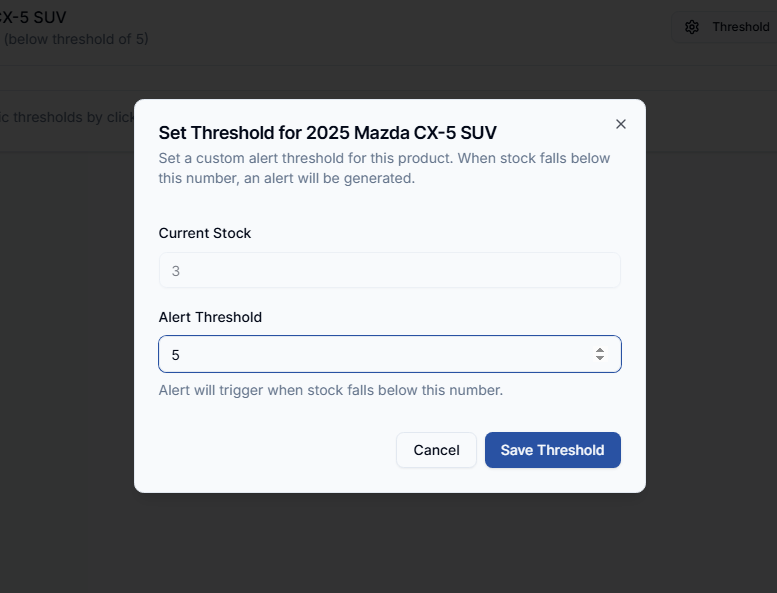 CX-5 SUV
(below threshold of 5)
Threshold
ic thresholds by click
Set Threshold for 2025 Mazda CX-5 SUV
Set a custom alert threshold for this product. When stock falls below
this number, an alert will be generated.
Current Stock
3
Alert Threshold
5
Alert will trigger when stock falls below this number.
Cancel
Save Threshold